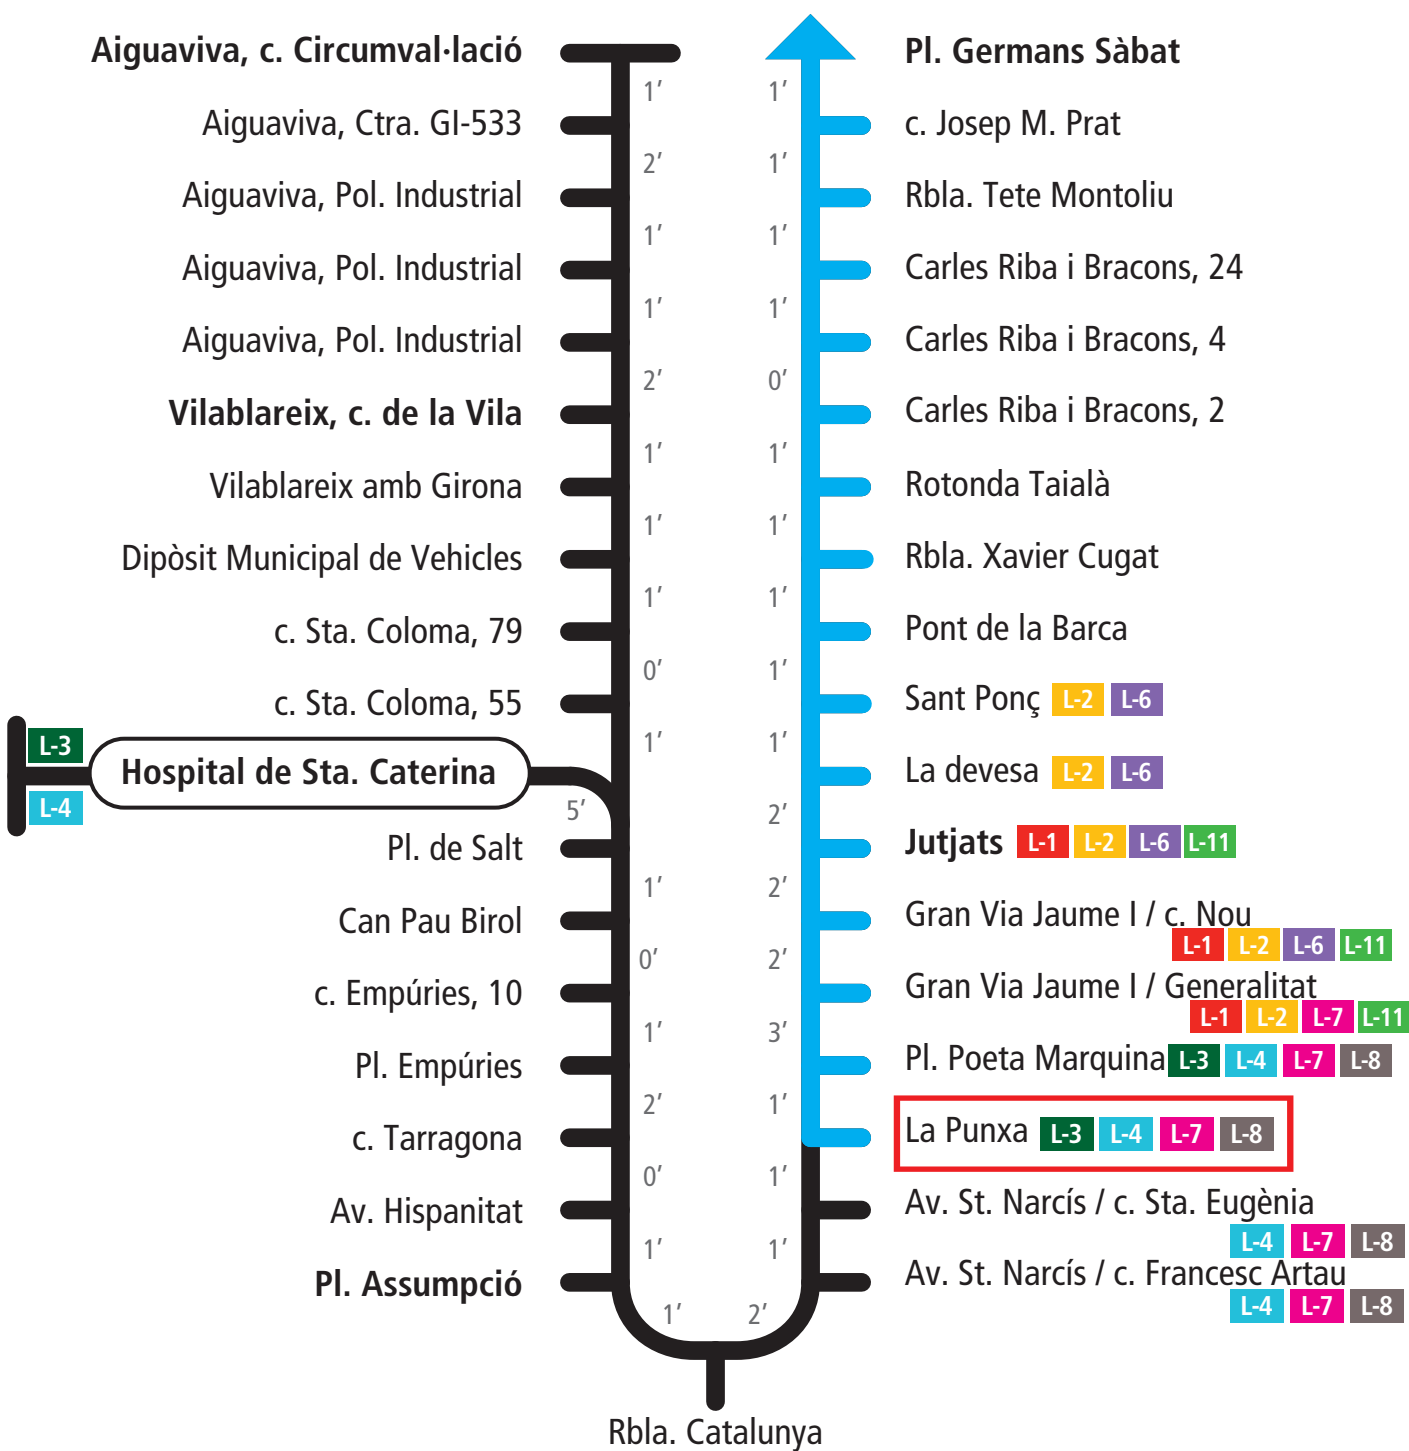 Aiguaviva, c. Circumval·lació
Aiguaviva, Ctra. GI-533
Aiguaviva, Pol. Industrial
Aiguaviva, Pol. Industrial
Aiguaviva, Pol. Industrial
Vilablareix, c. de la Vila
Vilablareix amb Girona
Dipòsit Municipal de Vehicles
c. Sta. Coloma, 79
c. Sta. Coloma, 55
L-3
Hospital de Sta. Caterina
L-4
Pl. de Salt
Can Pau Birol
c. Empúries, 10
Pl. Empúries
c. Tarragona
Av. Hispanitat
Pl. Assumpció
1’
2’
1’
1’
2’
1’
1’
1’
0’
1’
5’
1’
0’
1’
2’
0’
1’
1’
Rbla. Catalunya
1’
1’
1’
1’
0’
1’
1’
1’
1’
1’
2’
2’
2’
3’
1’
1’
1’
2’
Pl. Germans Sàbat
c. Josep M. Prat
Rbla. Tete Montoliu
Carles Riba i Bracons, 24
Carles Riba i Bracons, 4
Carles Riba i Bracons, 2
Rotonda Taialà
Rbla. Xavier Cugat
Pont de la Barca
Sant Ponç L-2 L-6
La devesa L-2 L-6
Jutjats L-1 L-2 L-6 L-11
Gran Via Jaume I / c. Nou
L-1 L-2 L-6 L-11
Gran Via Jaume I / Generalitat
L-1 L-2 L-7 L-11
Pl. Poeta Marquina L-3 L-4 L-7 L-8
La Punxa L-3 L-4 L-7 L-8
Av. St. Narcís / c. Sta. Eugènia
L-4 L-7 L-8
Av. St. Narcís / c. Francesc Artau
L-4 L-7 L-8